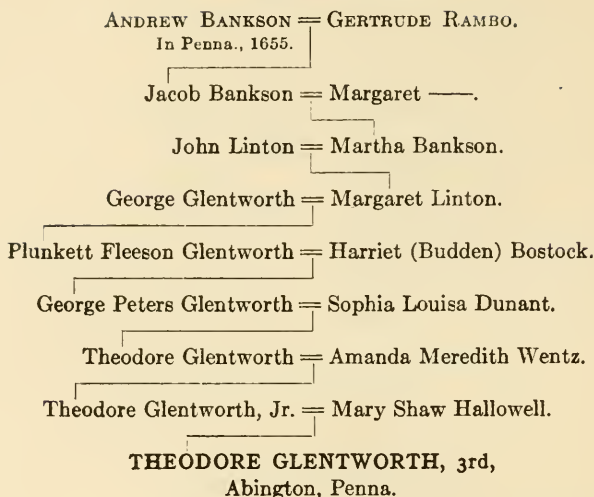 ANDREW BANKSON = GERTRUDE RAMBO.
In Penna., 1655.
Jacob Bankson = Margaret ——.
John Linton = Martha Bankson.
George Glentworth = Margaret Linton.
Plunkett Fleeson Glentworth = Harriet (Budden) Bostock.
George Peters Glentworth = Sophia Louisa Dunant.
Theodore Glentworth = Amanda Meredith Wentz.
Theodore Glentworth, Jr. = Mary Shaw Hallowell.
THEODORE GLENTWORTH, 3rd,
Abington, Penna.